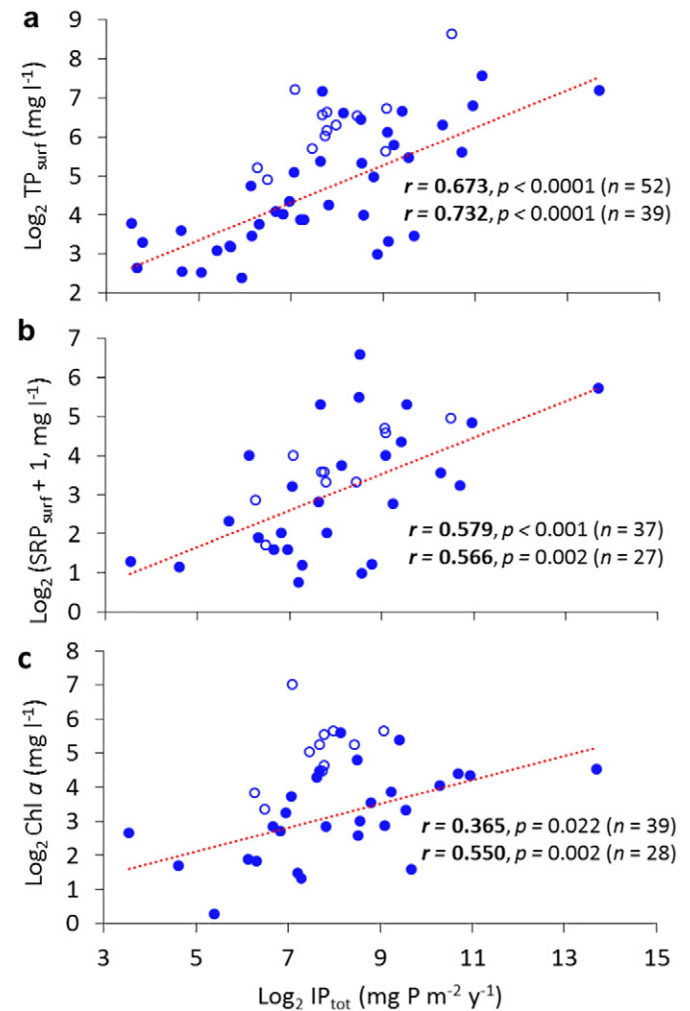 a
Log₂ TPsurf (mg l⁻¹)
9
8
7
6
5
4
3
2
r = 0.673, p < 0.0001 (n = 52)
r = 0.732, p < 0.0001 (n = 39)
b
Log₂ (SRPsurf + 1, mg l⁻¹)
7
6
5
4
3
2
1
0
r = 0.579, p < 0.001 (n = 37)
r = 0.566, p = 0.002 (n = 27)
c
Log₂ Chl a (mg l⁻¹)
8
7
6
5
4
3
2
1
0
r = 0.365, p = 0.022 (n = 39)
r = 0.550, p = 0.002 (n = 28)
3 5 7 9 11 13 15
Log₂ IPtot (mg P m⁻² y⁻¹)